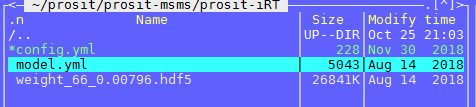 <─ ~/prosit/prosit-msms/prosit-iRT ─.[^]>
.n Name Size Modify time
/.. UP--DIR Oct 25 21:03
*config.yml 228 Nov 30 2018
model.yml 5043 Aug 14 2018
weight_66_0.00796.hdf5 26841K Aug 14 2018